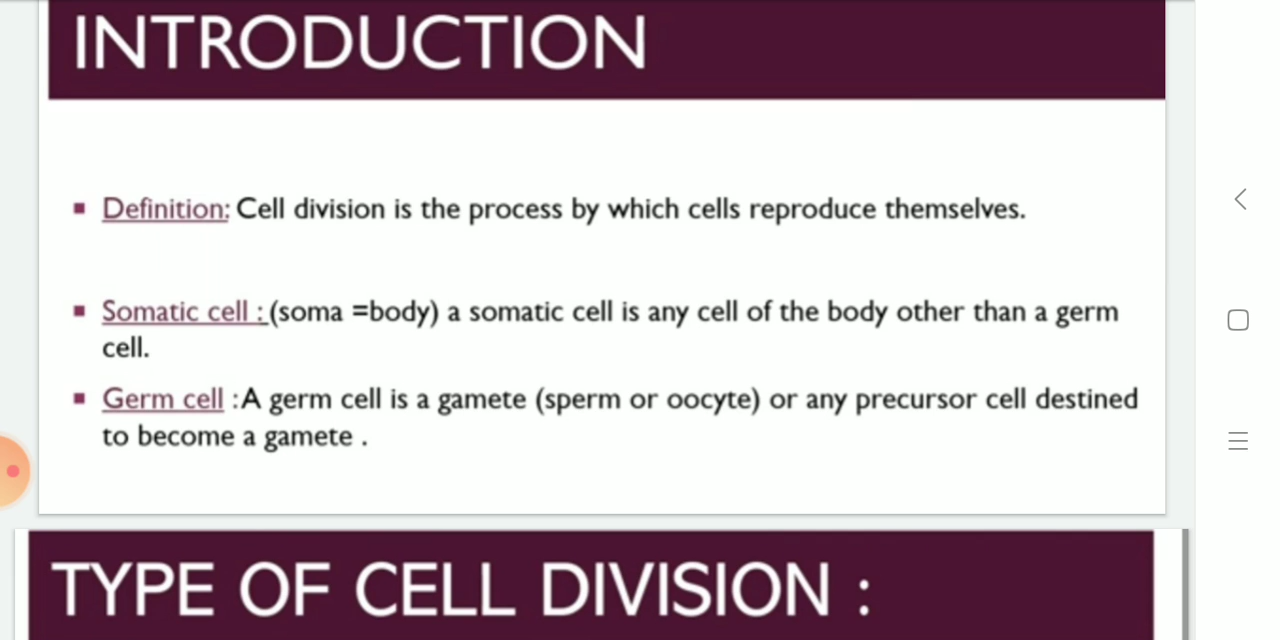 INTRODUCTION
Definition: Cell division is the process by which cells reproduce themselves.
Somatic cell : (soma =body) a somatic cell is any cell of the body other than a germ
cell.
Germ cell :A germ cell is a gamete (sperm or oocyte) or any precursor cell destined
to become a gamete .
TYPE OF CELL DIVISION :